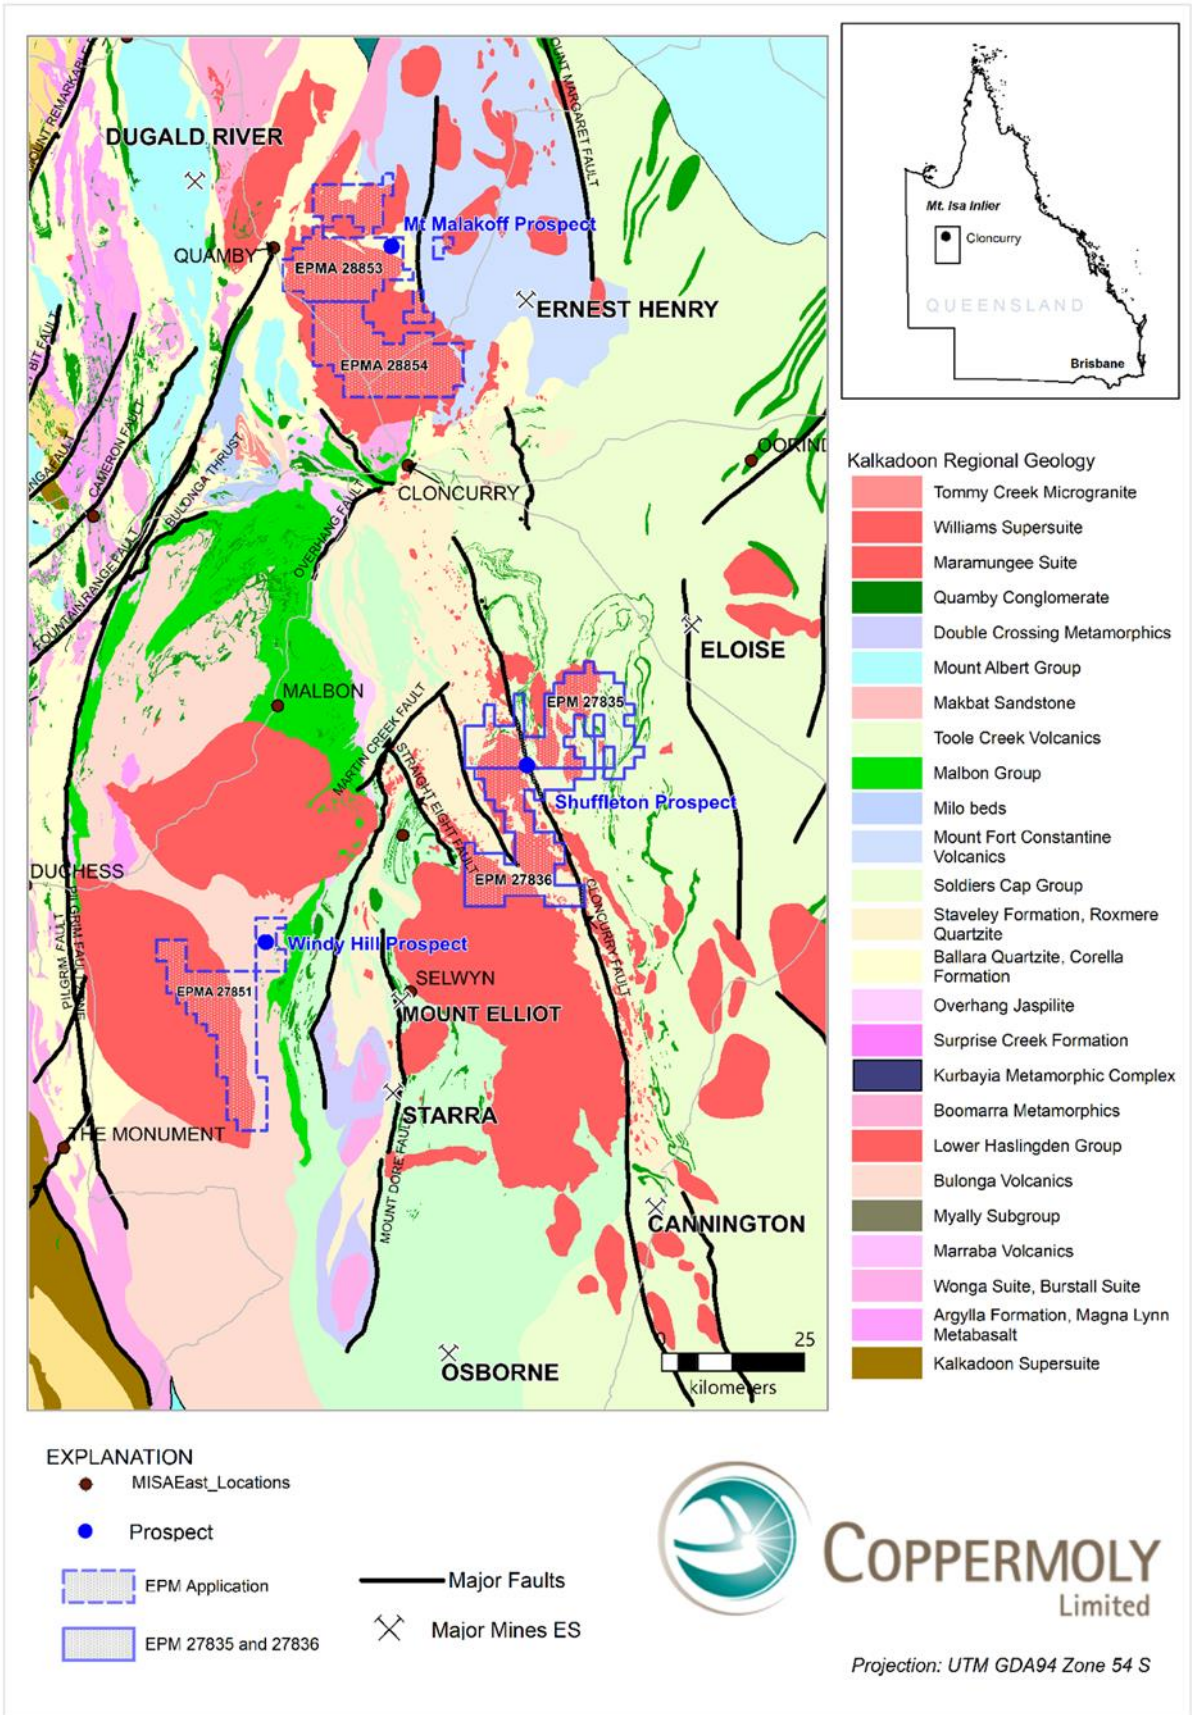 MOUNT REMARKABLE F
DUGALD RIVER
MOUNT MARGARET FAULT
Mt Malakoff Prospect
QUAMBY
EPMA 28853
ERNEST HENRY
EPMA 28854
BIT FAULT
CAMERON FAULT
BULONGA THRUST
OORIND
CLONCURRY
OVERHANG FAULT
FOUNTAIN RANGE FAULT
ELOISE
MALBON
EPM 27835
MARTIN CREEK FAULT
STRAIGHT EIGHT FAULT
Shuffleton Prospect
DUCHESS
EPM 27836
PILGRIM FAULT
PILGRIM FAULT ZONE
CLONCURRY FAULT
Windy Hill Prospect
EPMA 27851
SELWYN
MOUNT ELLIOT
STARRA
THE MONUMENT
MOUNT DORE FAULT
CANNINGTON
OSBORNE
0 25
kilometers
Mt. Isa Inlier
Cloncurry
QUEENSLAND
Brisbane
Kalkadoon Regional Geology
Tommy Creek Microgranite
Williams Supersuite
Maramungee Suite
Quamby Conglomerate
Double Crossing Metamorphics
Mount Albert Group
Makbat Sandstone
Toole Creek Volcanics
Malbon Group
Milo beds
Mount Fort Constantine
Volcanics
Soldiers Cap Group
Staveley Formation, Roxmere
Quartzite
Ballara Quartzite, Corella
Formation
Overhang Jaspilite
Surprise Creek Formation
Kurbayia Metamorphic Complex
Boomarra Metamorphics
Lower Haslingden Group
Bulonga Volcanics
Myally Subgroup
Marraba Volcanics
Wonga Suite, Burstall Suite
Argylla Formation, Magna Lynn
Metabasalt
Kalkadoon Supersuite
EXPLANATION
MISAEast_Locations
Prospect
EPM Application
EPM 27835 and 27836
Major Faults
Major Mines ES
COPPERMOLY
Limited
Projection: UTM GDA94 Zone 54 S